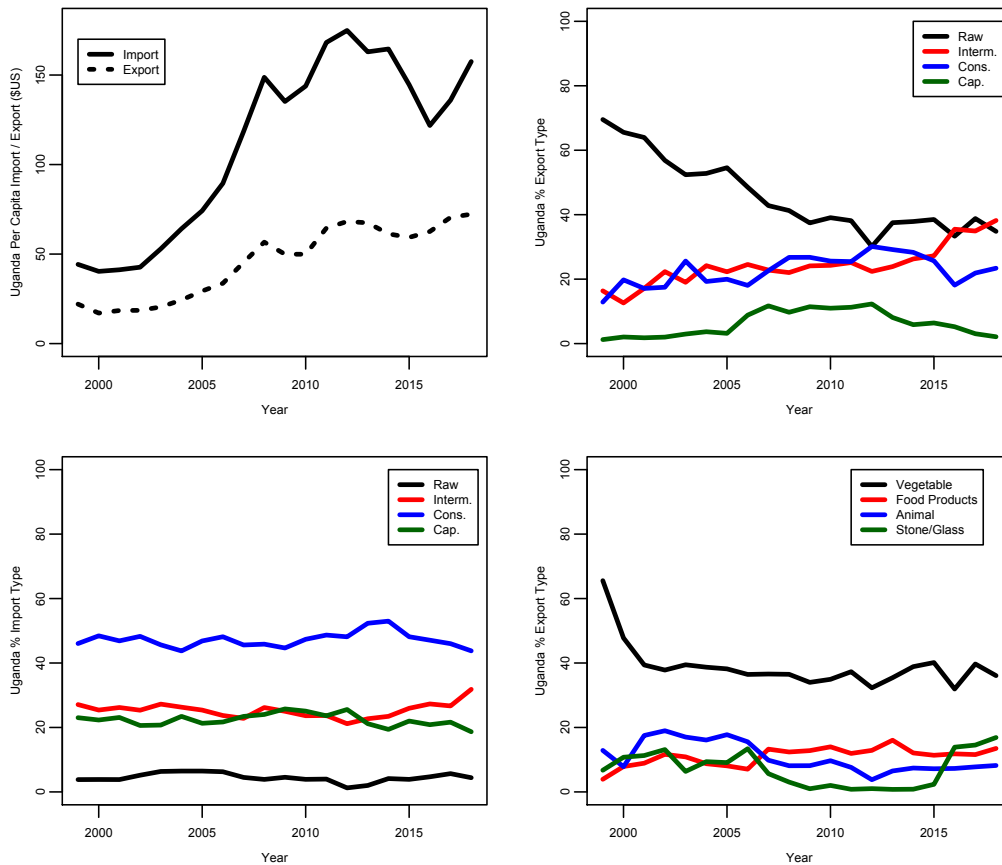 Uganda Per Capita Import / Export ($US)
150
100
50
0
Import
Export
2000 2005 2010 2015
Year
Uganda % Export Type
100
80
60
40
20
0
Raw
Interm.
Cons.
Cap.
2000 2005 2010 2015
Year
Uganda % Import Type
100
80
60
40
20
0
Raw
Interm.
Cons.
Cap.
2000 2005 2010 2015
Year
Uganda % Export Type
100
80
60
40
20
0
Vegetable
Food Products
Animal
Stone/Glass
2000 2005 2010 2015
Year